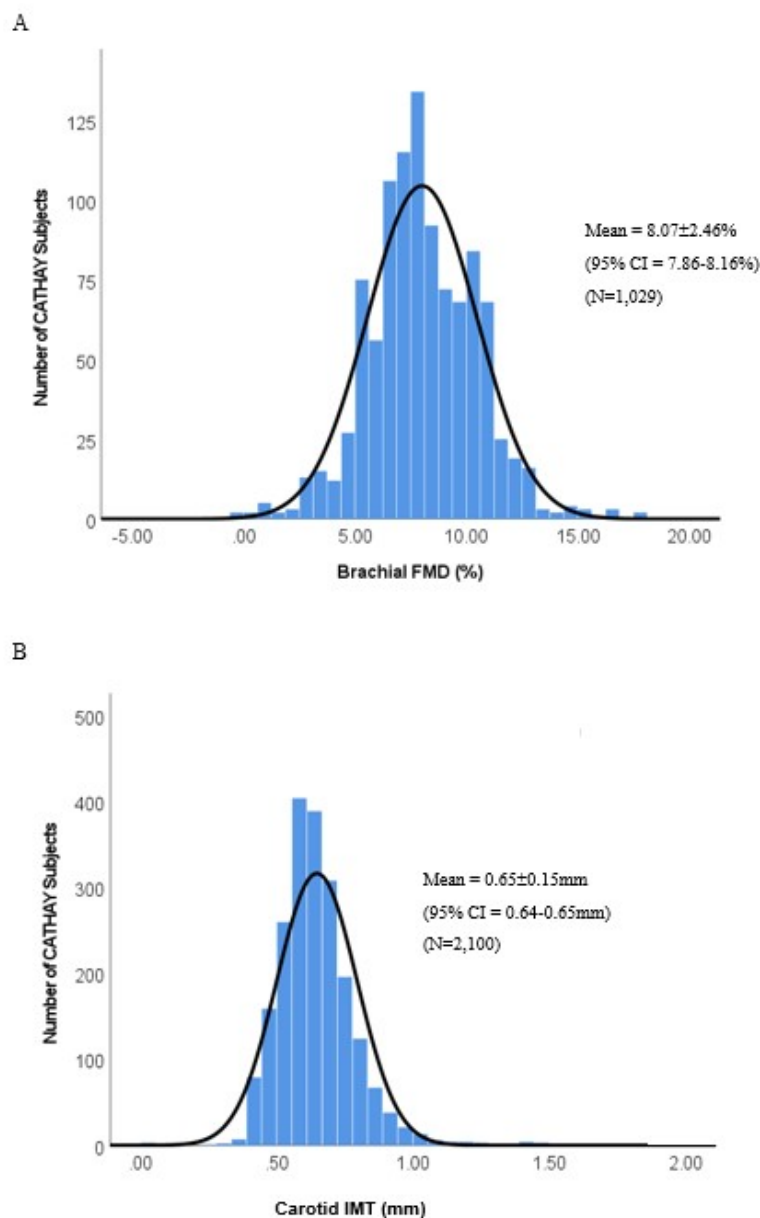 A
125
100
75
50
25
0
Number of CATHAY Subjects
Mean = 8.07±2.46%
(95% CI = 7.86-8.16%)
(N=1,029)
-5.00 .00 5.00 10.00 15.00 20.00
Brachial FMD (%)
B
500
400
300
200
100
0
Number of CATHAY Subjects
Mean = 0.65±0.15mm
(95% CI = 0.64-0.65mm)
(N=2,100)
.00 .50 1.00 1.50 2.00
Carotid IMT (mm)